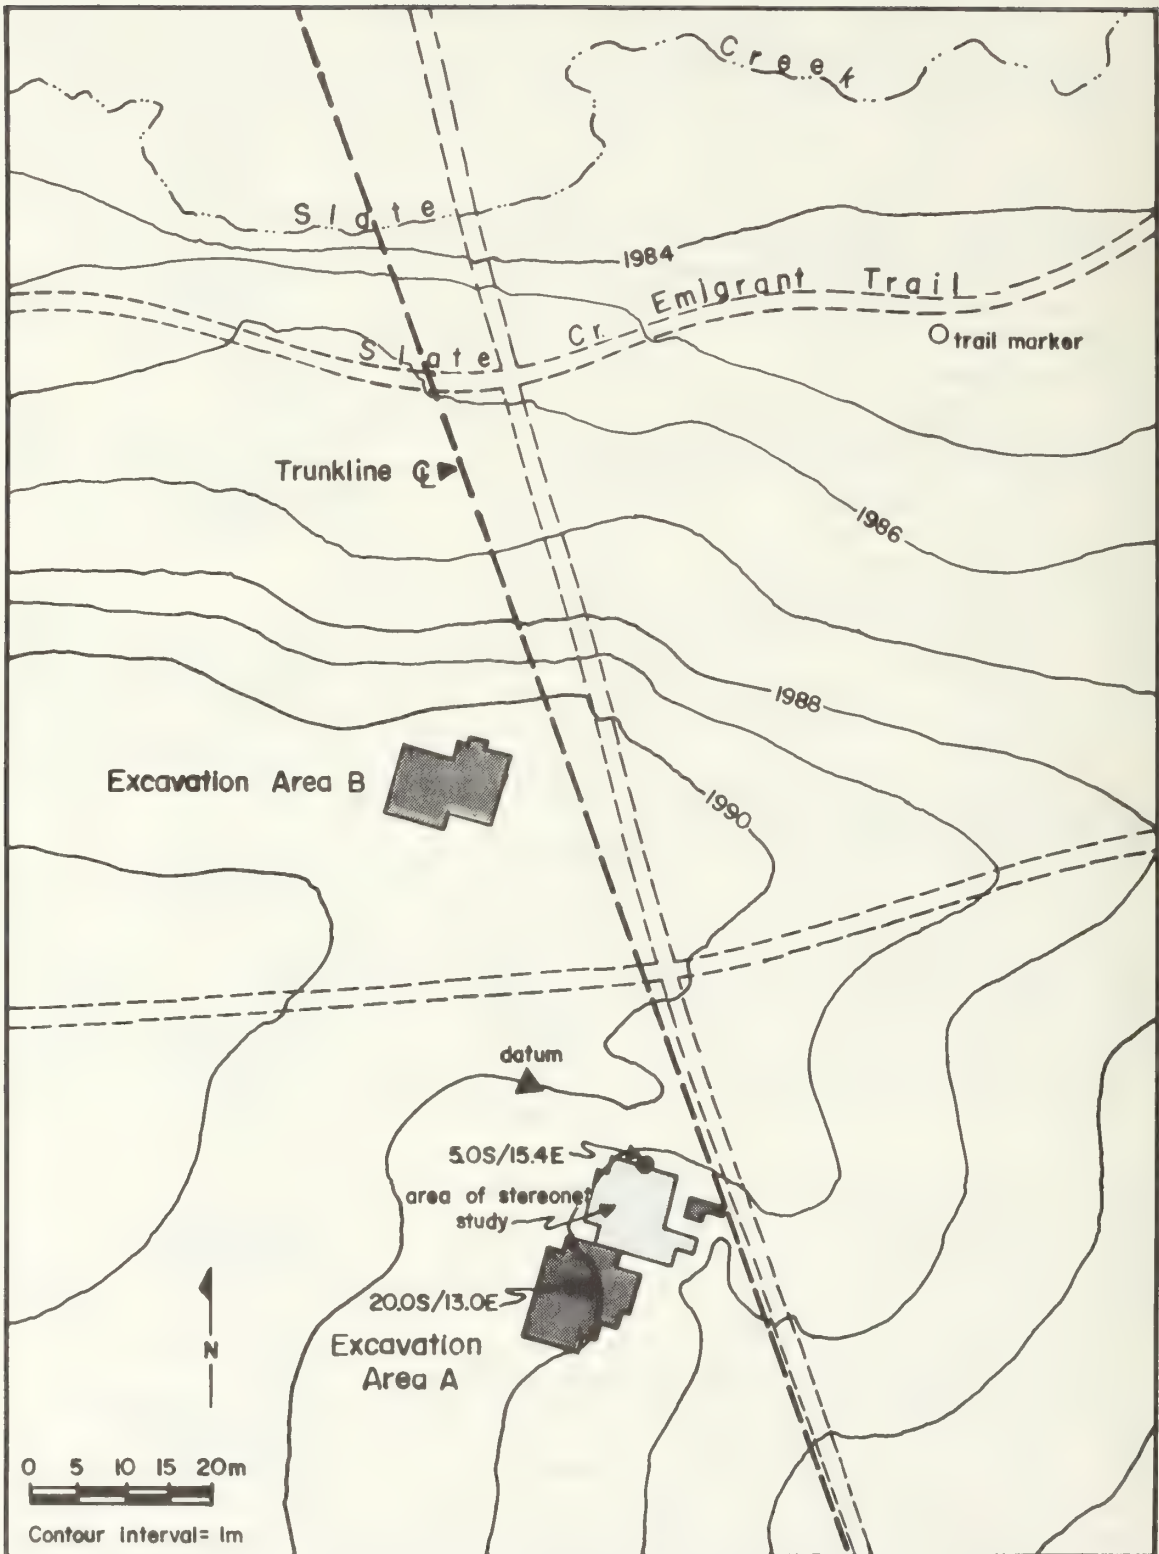 Creek
Slate
1984
Emigrant Trail
Slate Cr.
trail marker
Trunkline ℄
1986
1988
Excavation Area B
1990
datum
5.0S/15.4E
area of stereonet
study
20.0S/13.0E
Excavation
Area A
N
0 5 10 15 20m
Contour interval= 1m